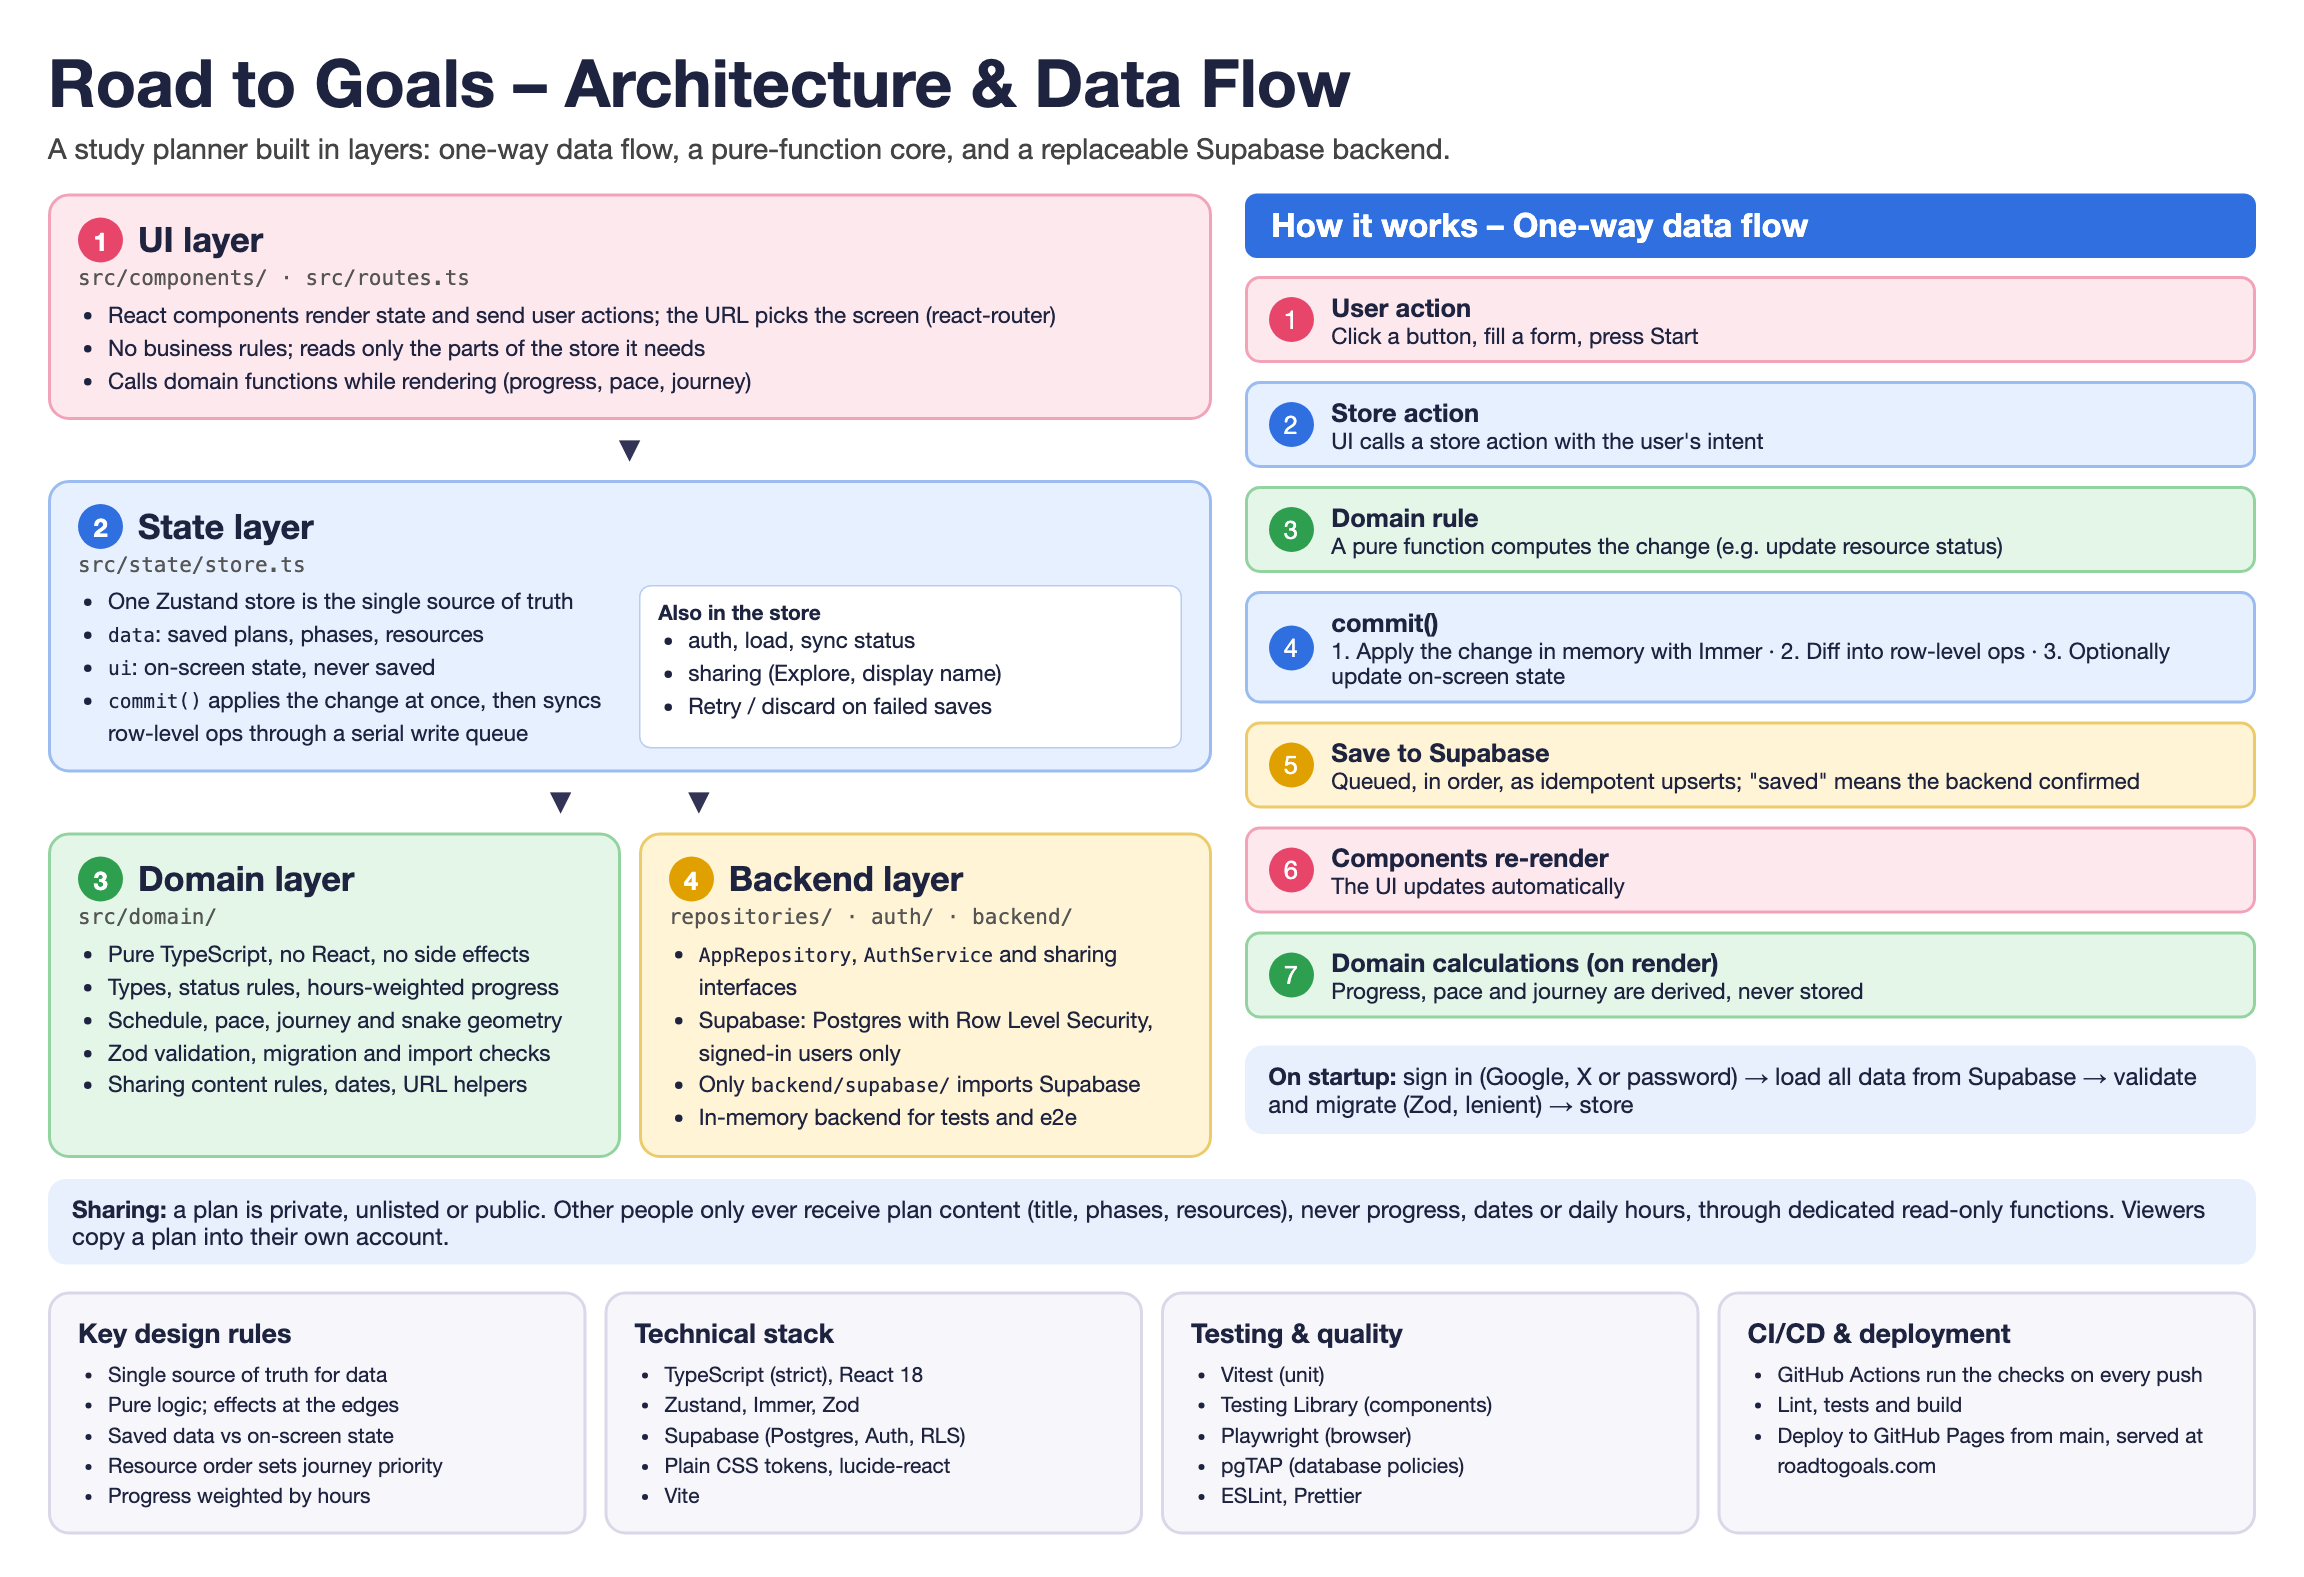 Road to Goals – Architecture & Data Flow
A study planner built in layers: one-way data flow, a pure-function core, and a replaceable Supabase backend.
1 UI layer
src/components/ · src/routes.ts
• React components render state and send user actions; the URL picks the screen (react-router)
• No business rules; reads only the parts of the store it needs
• Calls domain functions while rendering (progress, pace, journey)
▼
2 State layer
src/state/store.ts
• One Zustand store is the single source of truth
• data: saved plans, phases, resources
• ui: on-screen state, never saved
• commit() applies the change at once, then syncs
row-level ops through a serial write queue
Also in the store
• auth, load, sync status
• sharing (Explore, display name)
• Retry / discard on failed saves
▼ ▼
3 Domain layer
src/domain/
• Pure TypeScript, no React, no side effects
• Types, status rules, hours-weighted progress
• Schedule, pace, journey and snake geometry
• Zod validation, migration and import checks
• Sharing content rules, dates, URL helpers
4 Backend layer
repositories/ · auth/ · backend/
• AppRepository, AuthService and sharing
interfaces
• Supabase: Postgres with Row Level Security,
signed-in users only
• Only backend/supabase/ imports Supabase
• In-memory backend for tests and e2e
How it works – One-way data flow
1 User action
Click a button, fill a form, press Start
2 Store action
UI calls a store action with the user's intent
3 Domain rule
A pure function computes the change (e.g. update resource status)
4 commit()
1. Apply the change in memory with Immer · 2. Diff into row-level ops · 3. Optionally
update on-screen state
5 Save to Supabase
Queued, in order, as idempotent upserts; "saved" means the backend confirmed
6 Components re-render
The UI updates automatically
7 Domain calculations (on render)
Progress, pace and journey are derived, never stored
On startup: sign in (Google, X or password) → load all data from Supabase → validate
and migrate (Zod, lenient) → store
Sharing: a plan is private, unlisted or public. Other people only ever receive plan content (title, phases, resources), never progress, dates or daily hours, through dedicated read-only functions. Viewers
copy a plan into their own account.
Key design rules
• Single source of truth for data
• Pure logic; effects at the edges
• Saved data vs on-screen state
• Resource order sets journey priority
• Progress weighted by hours
Technical stack
• TypeScript (strict), React 18
• Zustand, Immer, Zod
• Supabase (Postgres, Auth, RLS)
• Plain CSS tokens, lucide-react
• Vite
Testing & quality
• Vitest (unit)
• Testing Library (components)
• Playwright (browser)
• pgTAP (database policies)
• ESLint, Prettier
CI/CD & deployment
• GitHub Actions run the checks on every push
• Lint, tests and build
• Deploy to GitHub Pages from main, served at
roadtogoals.com